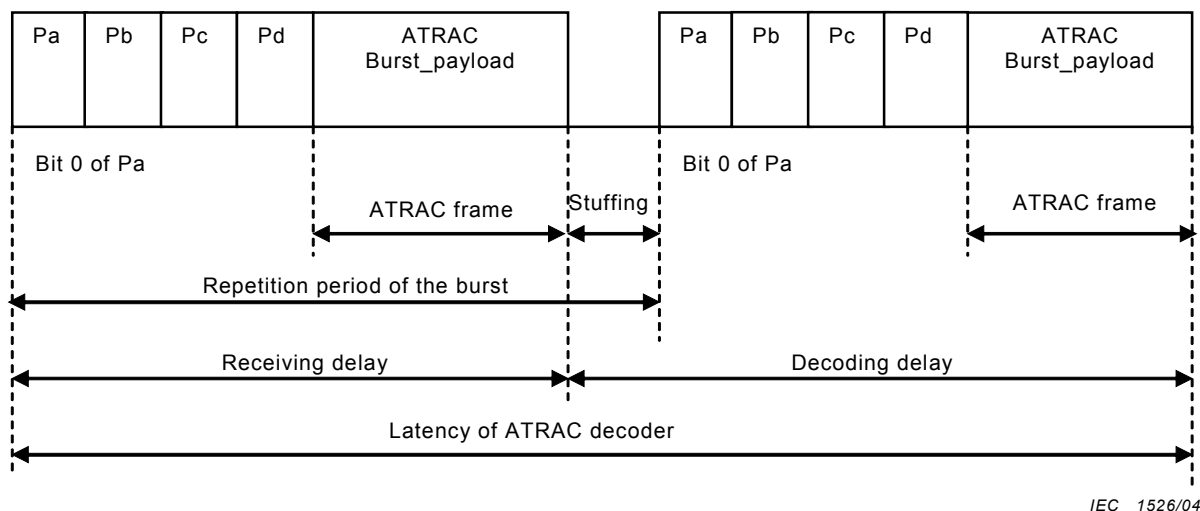 Pa Pb Pc Pd ATRAC Burst_payload Pa Pb Pc Pd ATRAC Burst_payload
Bit 0 of Pa Bit 0 of Pa
ATRAC frame Stuffing ATRAC frame
Repetition period of the burst
Receiving delay Decoding delay
Latency of ATRAC decoder
IEC 1526/04